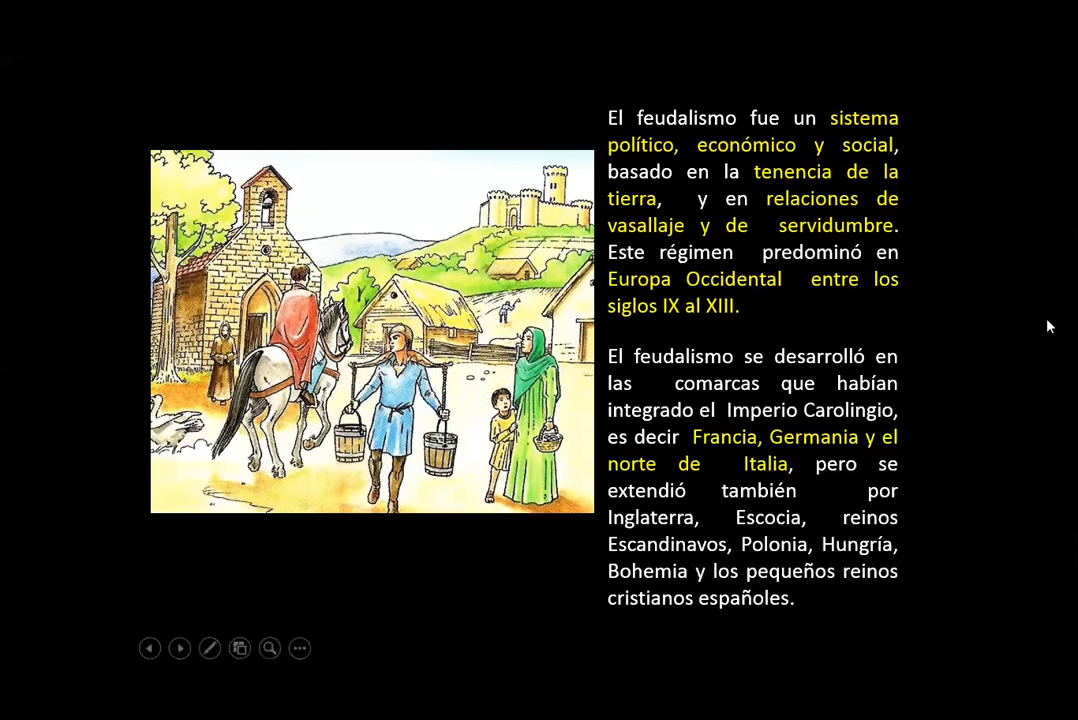 El feudalismo fue un sistema
político, económico y social,
basado en la tenencia de la
tierra, y en relaciones de
vasallaje y de servidumbre.
Este régimen predominó en
Europa Occidental entre los
siglos IX al XIII.
El feudalismo se desarrolló en
las comarcas que habían
integrado el Imperio Carolingio,
es decir Francia, Germania y el
norte de Italia, pero se
extendió también por
Inglaterra, Escocia, reinos
Escandinavos, Polonia, Hungría,
Bohemia y los pequeños reinos
cristianos españoles.